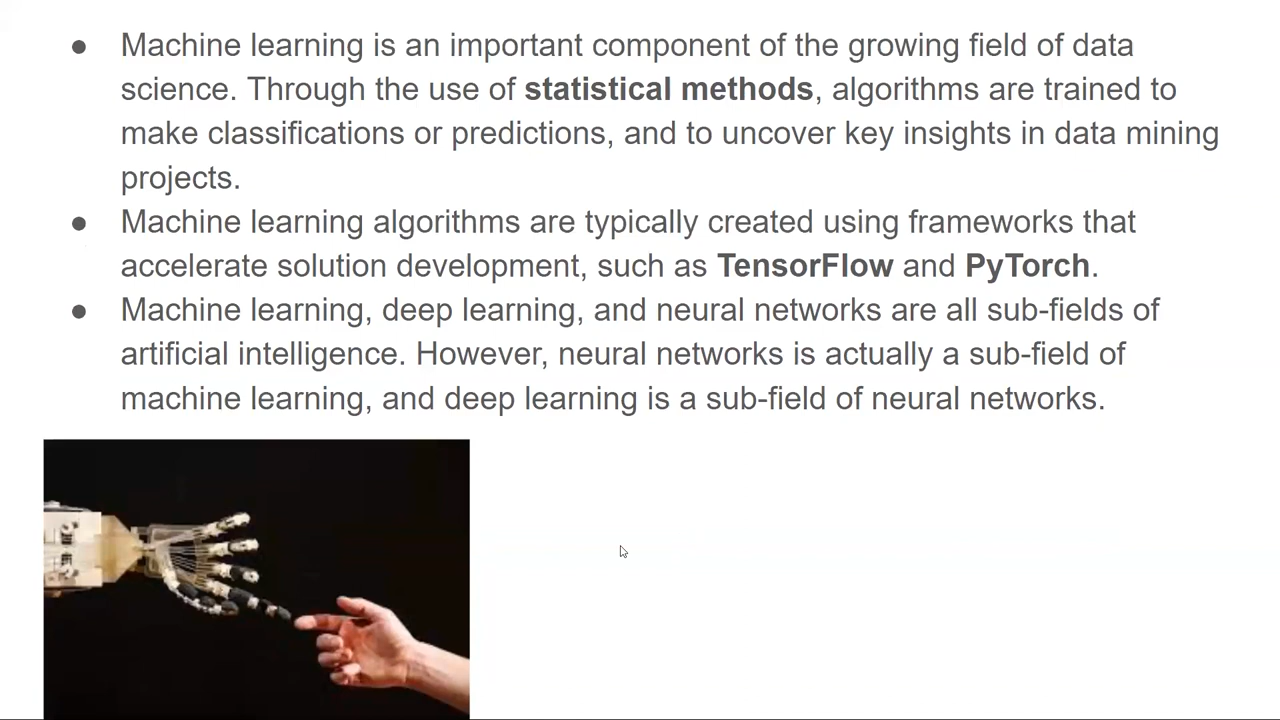 ● Machine learning is an important component of the growing field of data
science. Through the use of statistical methods, algorithms are trained to
make classifications or predictions, and to uncover key insights in data mining
projects.
● Machine learning algorithms are typically created using frameworks that
accelerate solution development, such as TensorFlow and PyTorch.
● Machine learning, deep learning, and neural networks are all sub-fields of
artificial intelligence. However, neural networks is actually a sub-field of
machine learning, and deep learning is a sub-field of neural networks.